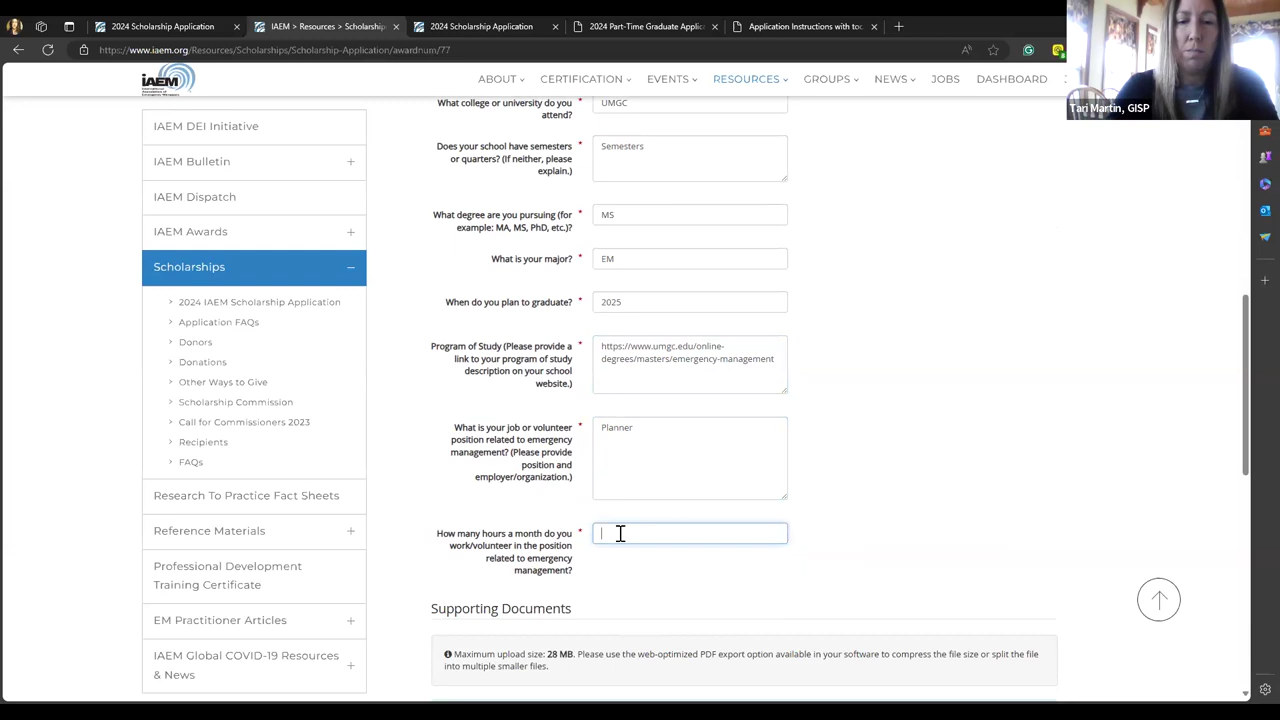 2024 Scholarship Application
IAEM > Resources > Scholarship
2024 Scholarship Application
2024 Part-Time Graduate Applica
Application Instructions with too
https://www.iaem.org/Resources/Scholarships/Scholarship-Application/awardnum/77
Tari Martin, GISP
IAEM
ABOUT
CERTIFICATION
EVENTS
RESOURCES
GROUPS
NEWS
JOBS
DASHBOARD
IAEM DEI Initiative
IAEM Bulletin
IAEM Dispatch
IAEM Awards
Scholarships
2024 IAEM Scholarship Application
Application FAQs
Donors
Donations
Other Ways to Give
Scholarship Commission
Call for Commissioners 2023
Recipients
FAQs
Research To Practice Fact Sheets
Reference Materials
Professional Development
Training Certificate
EM Practitioner Articles
IAEM Global COVID-19 Resources
& News
What college or university do you
attend?
*
UMGC
Does your school have semesters
or quarters? (If neither, please
explain.)
*
Semesters
What degree are you pursuing (for
example: MA, MS, PhD, etc.)?
*
MS
What is your major?
*
EM
When do you plan to graduate?
*
2025
Program of Study (Please provide a
link to your program of study
description on your school
website.)
*
https://www.umgc.edu/online-
degrees/masters/emergency-management
What is your job or volunteer
position related to emergency
management? (Please provide
position and
employer/organization.)
*
Planner
How many hours a month do you
work/volunteer in the position
related to emergency
management?
*
Supporting Documents
Maximum upload size: 28 MB. Please use the web-optimized PDF export option available in your software to compress the file size or split the file
into multiple smaller files.